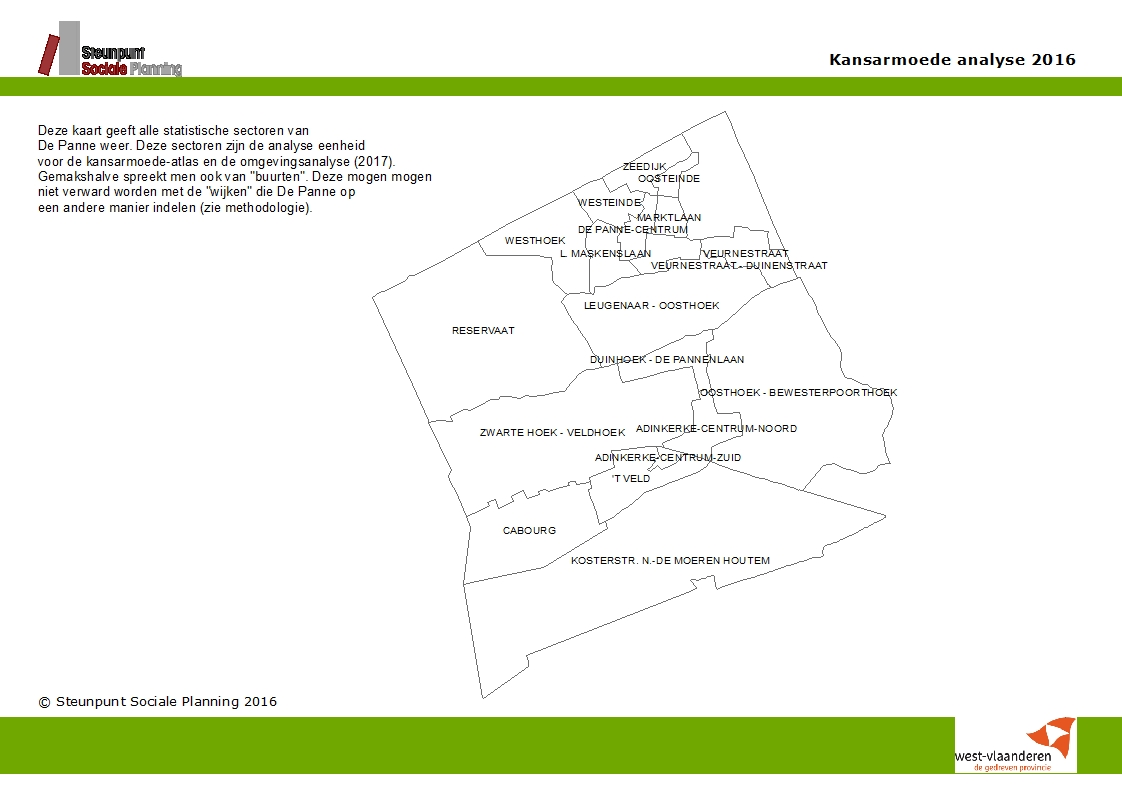 Steunpunt
Sociale Planning
Kansarmoede analyse 2016
Deze kaart geeft alle statistische sectoren van
De Panne weer. Deze sectoren zijn de analyse eenheid
voor de kansarmoede-atlas en de omgevingsanalyse (2017).
Gemakshalve spreekt men ook van "buurten". Deze mogen mogen
niet verward worden met de "wijken" die De Panne op
een andere manier indelen (zie methodologie).
ZEEDIJK
OOSTEINDE
WESTEINDE
MARKTLAAN
DE PANNE-CENTRUM
WESTHOEK
L. MASKENSLAAN
VEURNESTRAAT
VEURNESTRAAT - DUINENSTRAAT
LEUGENAAR - OOSTHOEK
RESERVAAT
DUINHOEK - DE PANNENLAAN
OOSTHOEK - BEWESTERPOORTHOEK
ZWARTE HOEK - VELDHOEK
ADINKERKE-CENTRUM-NOORD
ADINKERKE-CENTRUM-ZUID
'T VELD
CABOURG
KOSTERSTR. N.-DE MOEREN HOUTEM
© Steunpunt Sociale Planning 2016
west-vlaanderen
de gedreven provincie